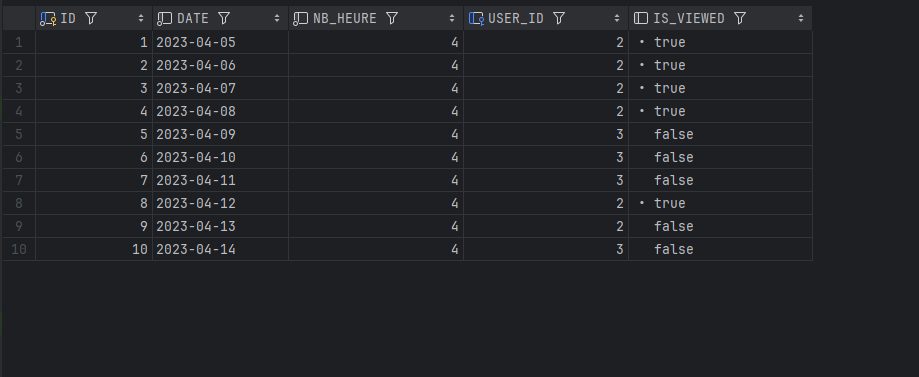 ID DATE NB_HEURE USER_ID IS_VIEWED
1 1 2023-04-05 4 2 • true
2 2 2023-04-06 4 2 • true
3 3 2023-04-07 4 2 • true
4 4 2023-04-08 4 2 • true
5 5 2023-04-09 4 3 false
6 6 2023-04-10 4 3 false
7 7 2023-04-11 4 3 false
8 8 2023-04-12 4 2 • true
9 9 2023-04-13 4 2 false
10 10 2023-04-14 4 3 false